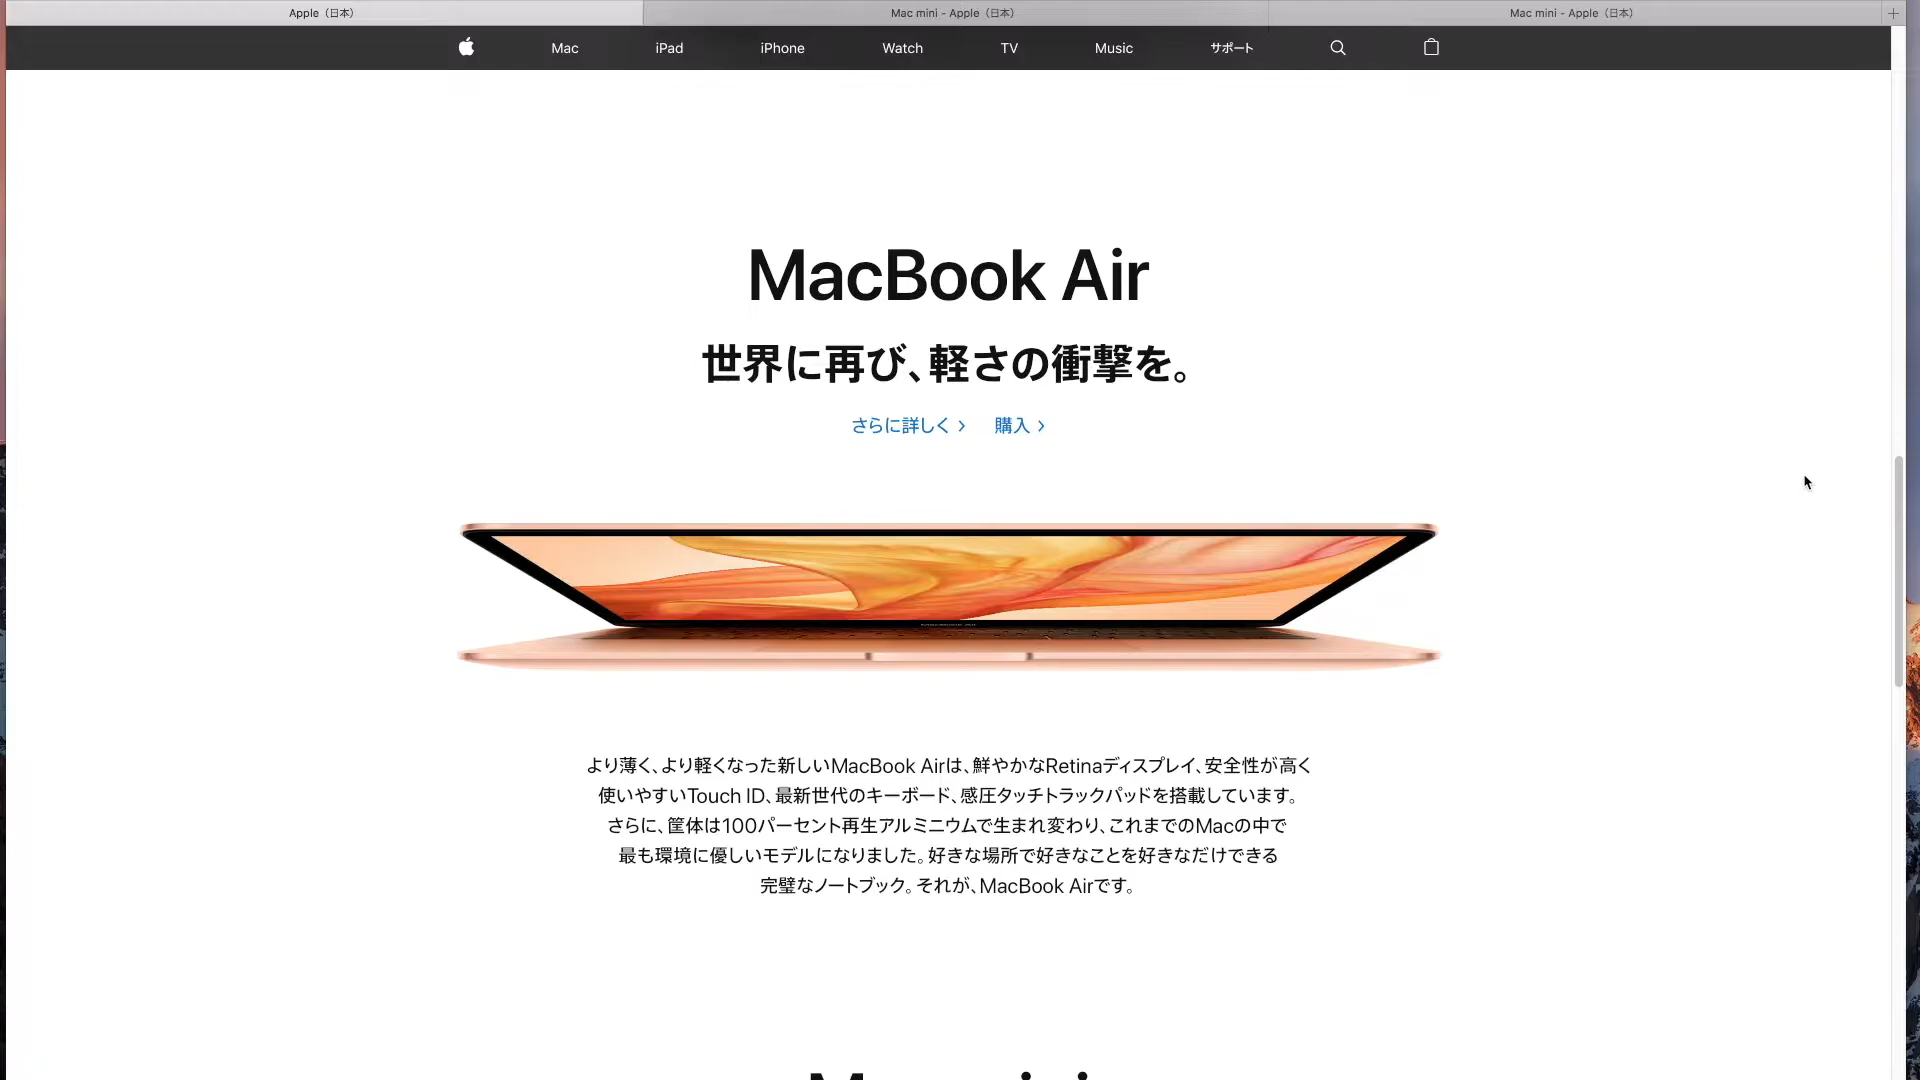 Apple（日本）
Mac mini - Apple（日本）
Mac mini - Apple（日本）
Mac
iPad
iPhone
Watch
TV
Music
サポート
MacBook Air
世界に再び、軽さの衝撃を。
さらに詳しく
購入
より薄く、より軽くなった新しいMacBook Airは、鮮やかなRetinaディスプレイ、安全性が高く
使いやすいTouch ID、最新世代のキーボード、感圧タッチトラックパッドを搭載しています。
さらに、筐体は100パーセント再生アルミニウムで生まれ変わり、これまでのMacの中で
最も環境に優しいモデルになりました。好きな場所で好きなことを好きなだけできる
完璧なノートブック。それが、MacBook Airです。